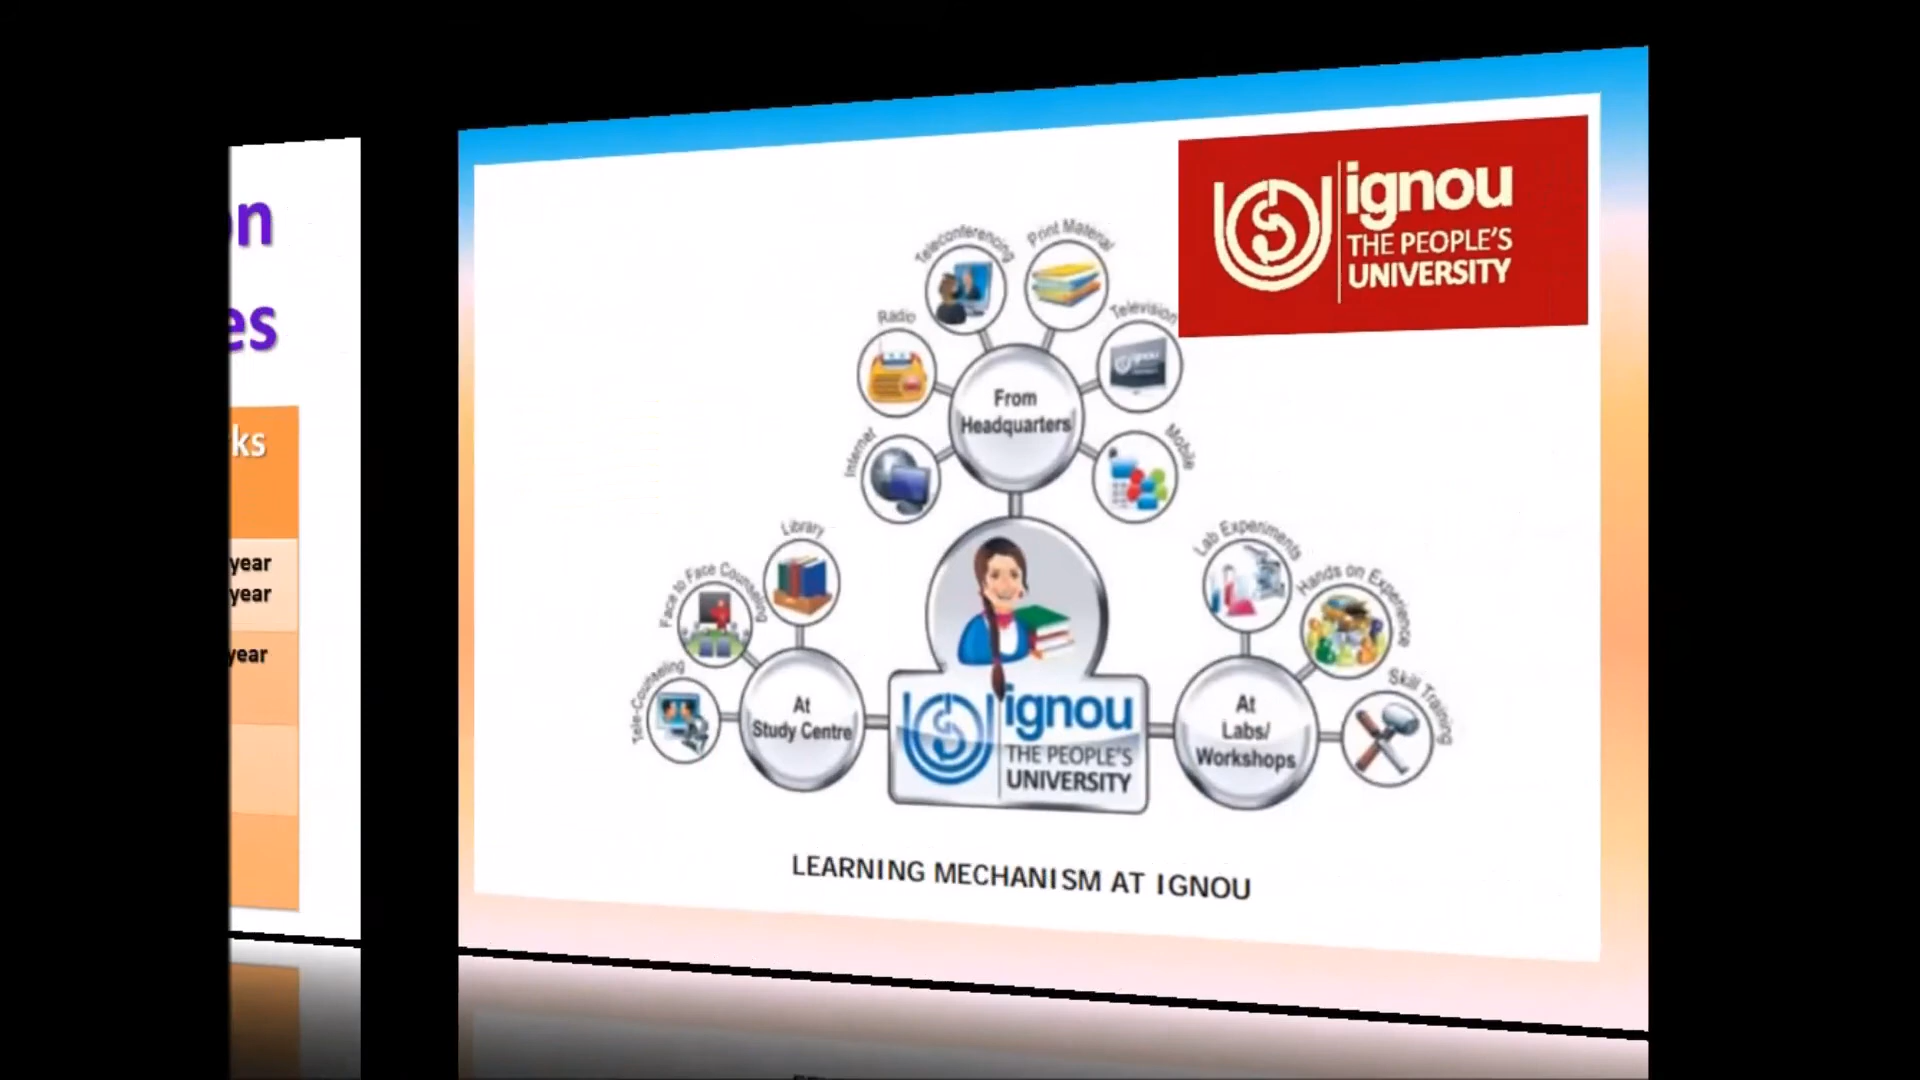 on
es
ks
year
year
year
ignou
THE PEOPLE'S
UNIVERSITY
Teleconferencing
Print Material
Radio
Television
From
Headquarters
Internet
Mobile
Library
Face to Face Counseling
Tele-Counseling
At
Study Centre
Lab Experiments
Hands on Experience
Skill Training
At
Labs/
Workshops
ignou
ignou
THE PEOPLE'S
UNIVERSITY
LEARNING MECHANISM AT IGNOU